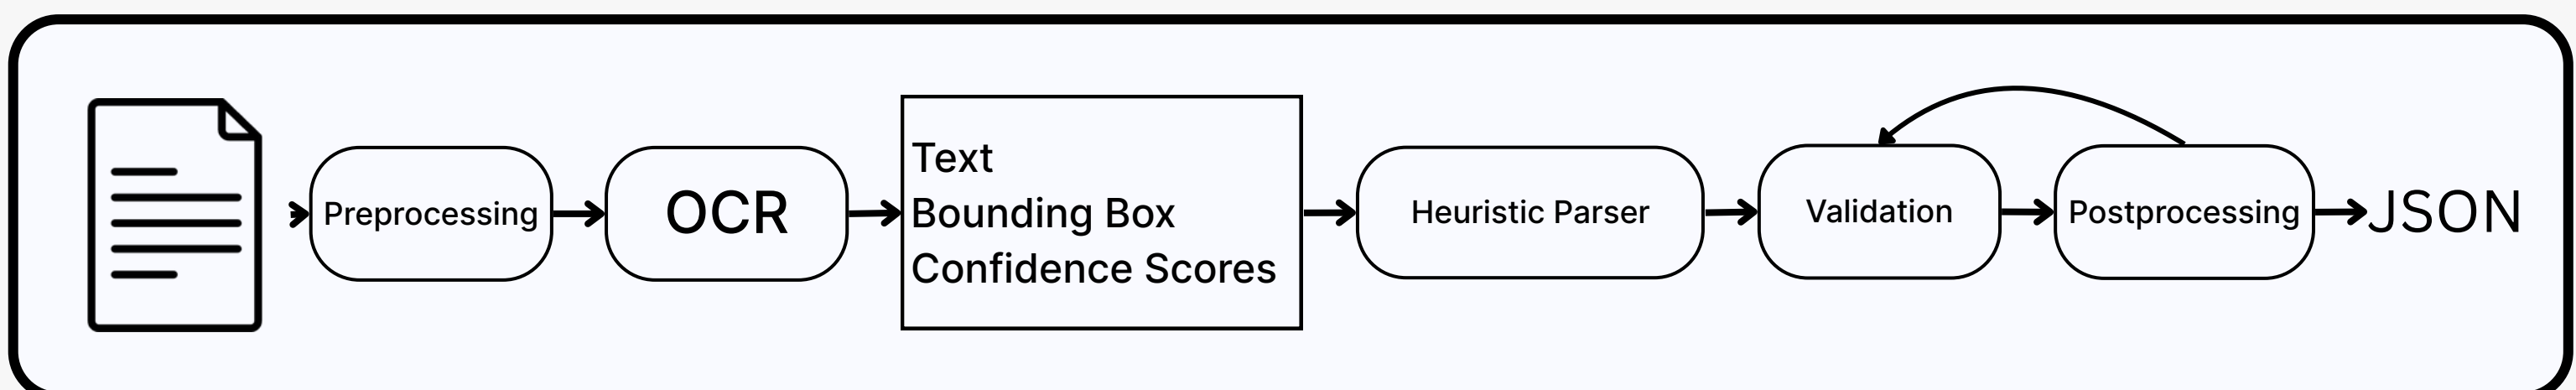 Preprocessing
OCR
Text
Bounding Box
Confidence Scores
Heuristic Parser
Validation
Postprocessing
JSON